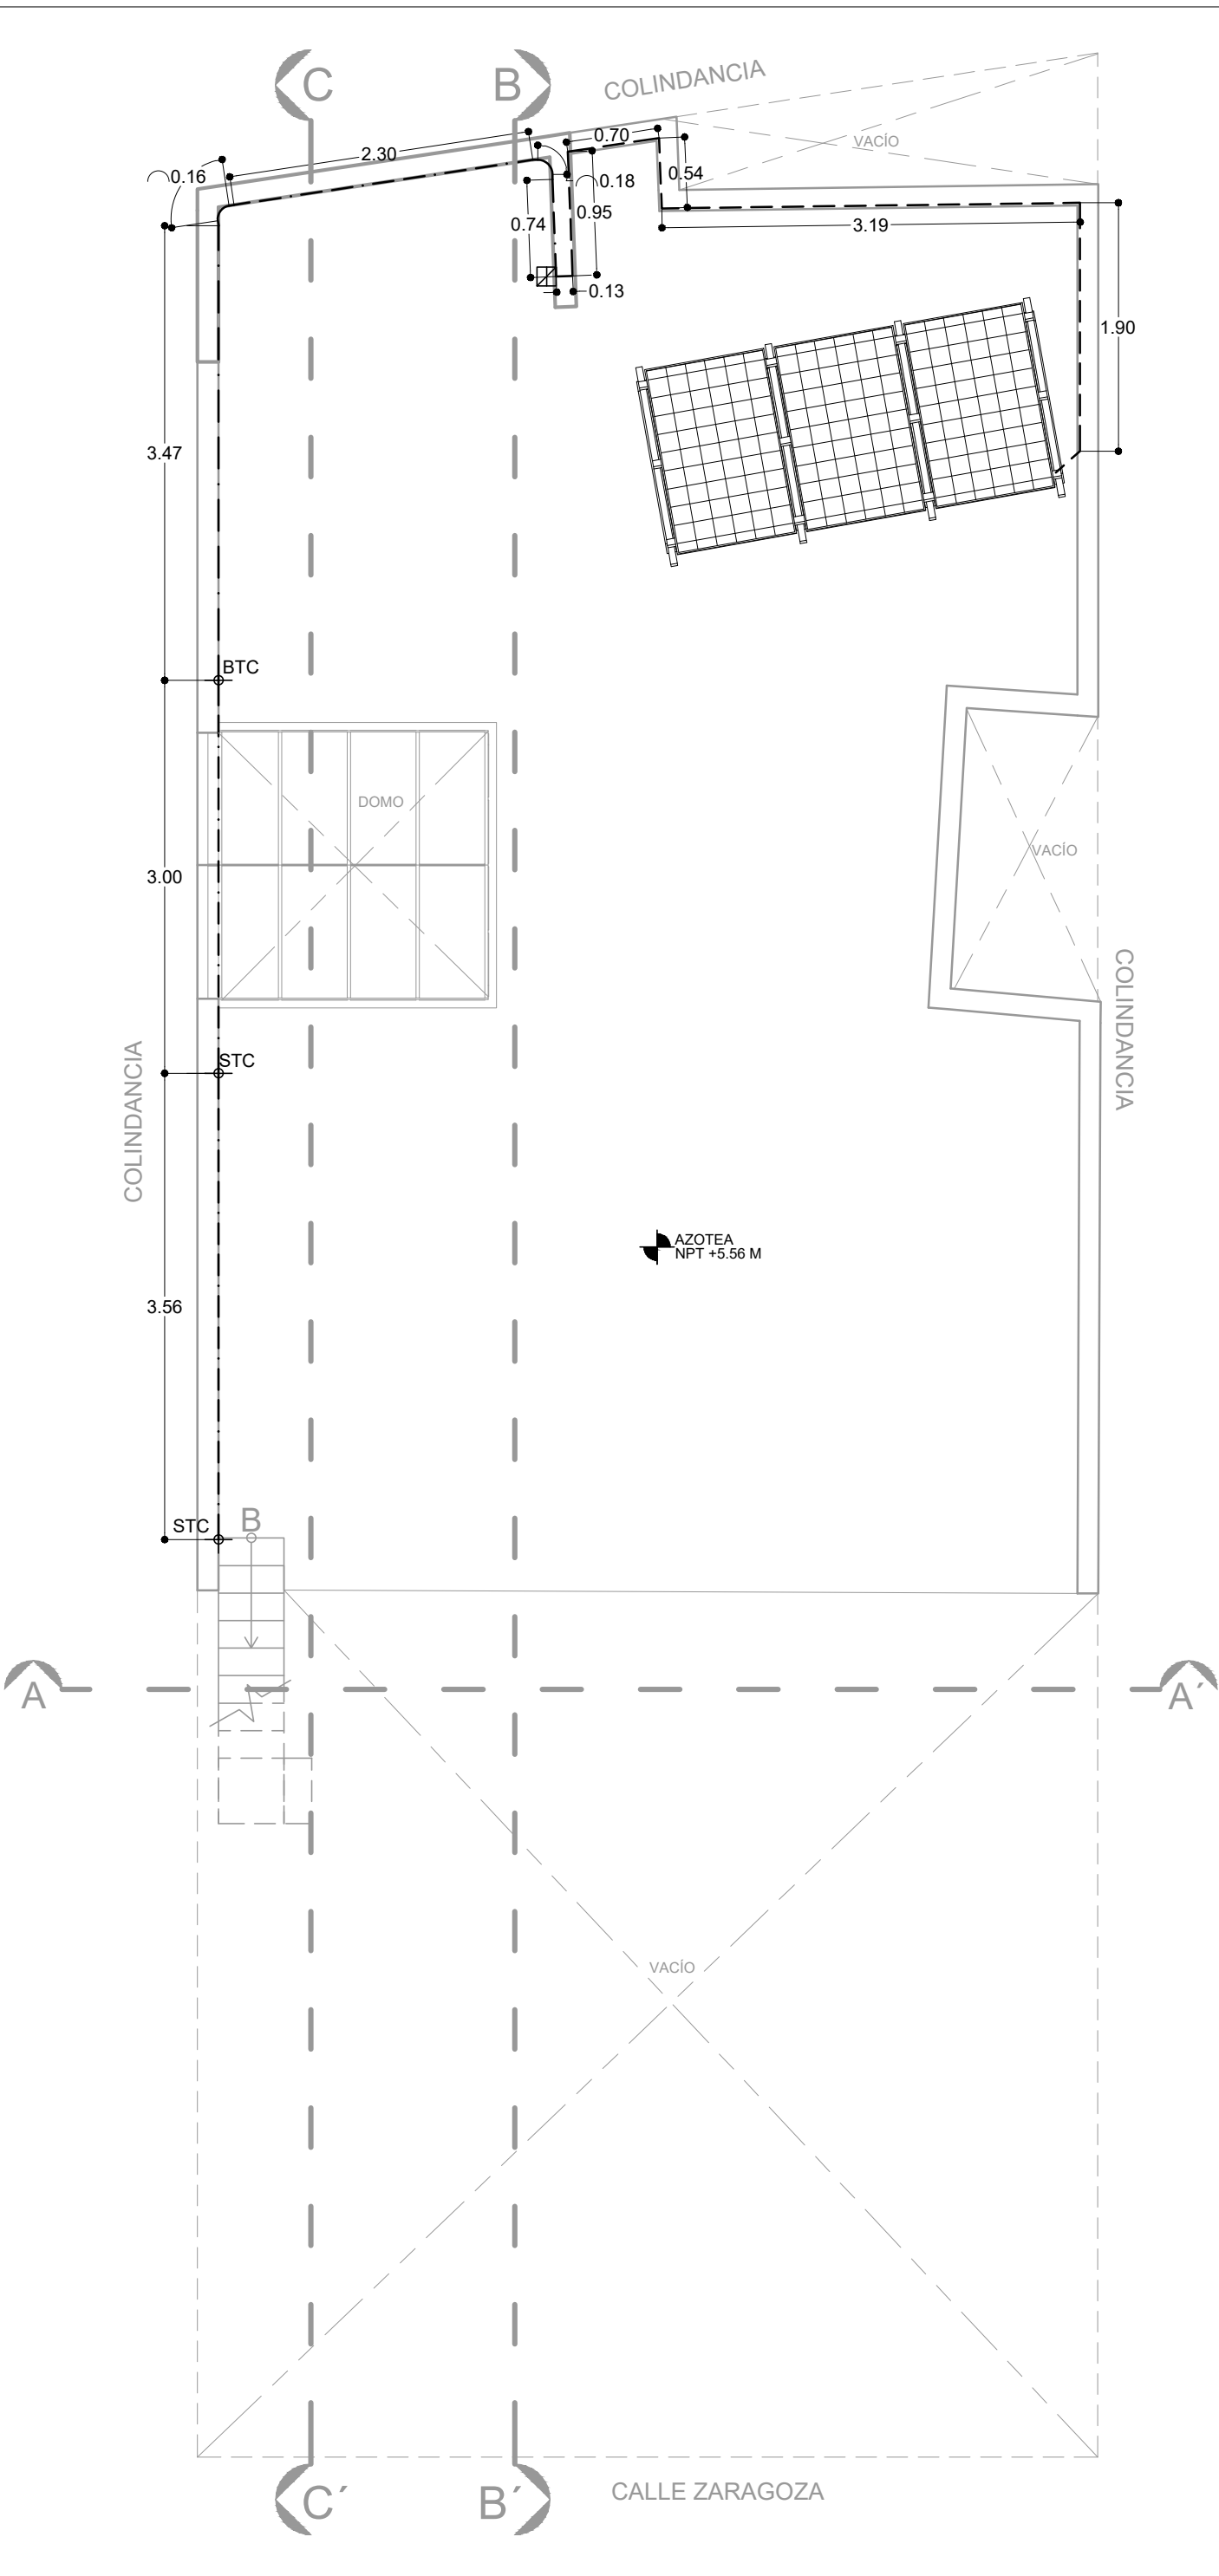 C
B
COLINDANCIA
VACÍO
0.70
2.30
0.16
0.54
0.18
0.95
0.74
3.19
0.13
1.90
3.47
BTC
DOMO
VACÍO
3.00
COLINDANCIA
STC
COLINDANCIA
AZOTEA
NPT +5.56 M
3.56
STC
B
A
A´
VACÍO
C´
B´
CALLE ZARAGOZA